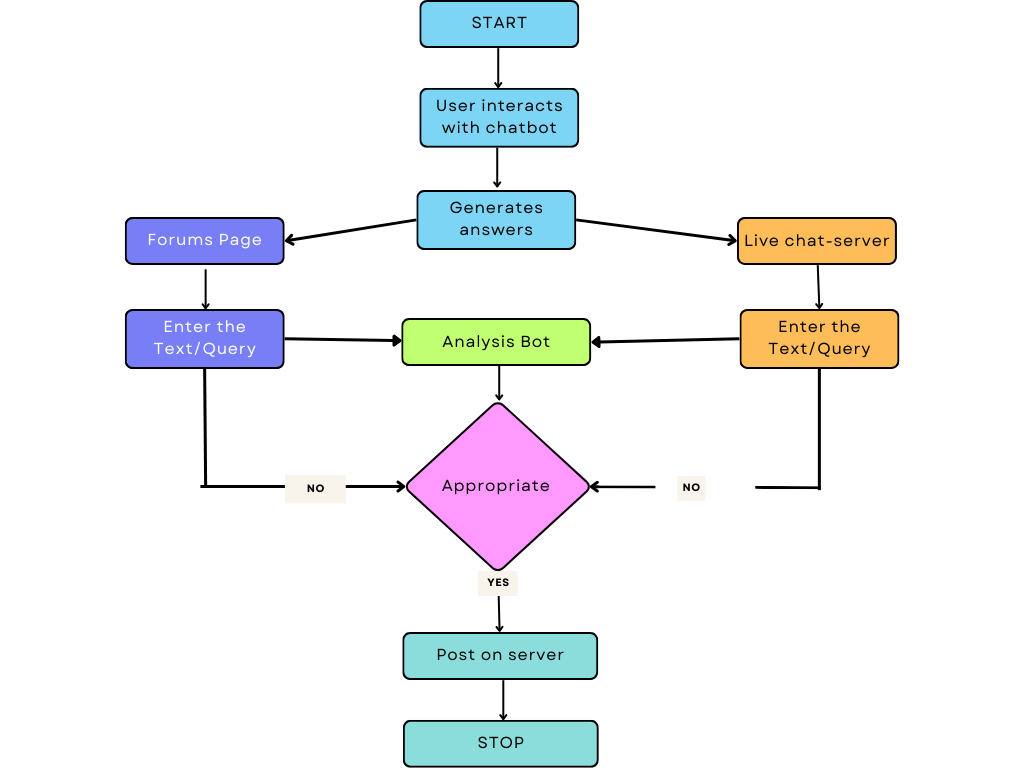 START
User interacts
with chatbot
Generates
answers
Forums Page
Live chat-server
Enter the
Text/Query
Analysis Bot
Enter the
Text/Query
Appropriate
NO
NO
YES
Post on server
STOP